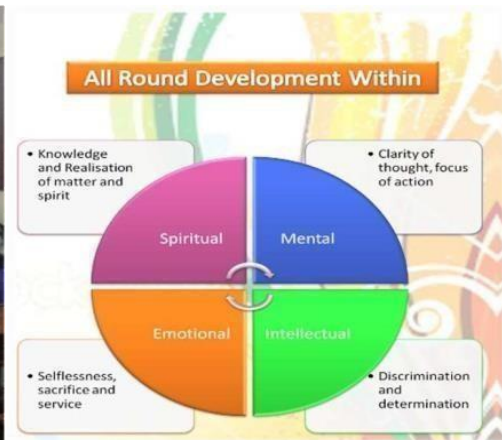 All Round Development Within
• Knowledge
and Realisation
of matter and
spirit
• Clarity of
thought, focus
of action
Spiritual
Mental
Emotional
Intellectual
• Selflessness,
sacrifice and
service
• Discrimination
and
determination